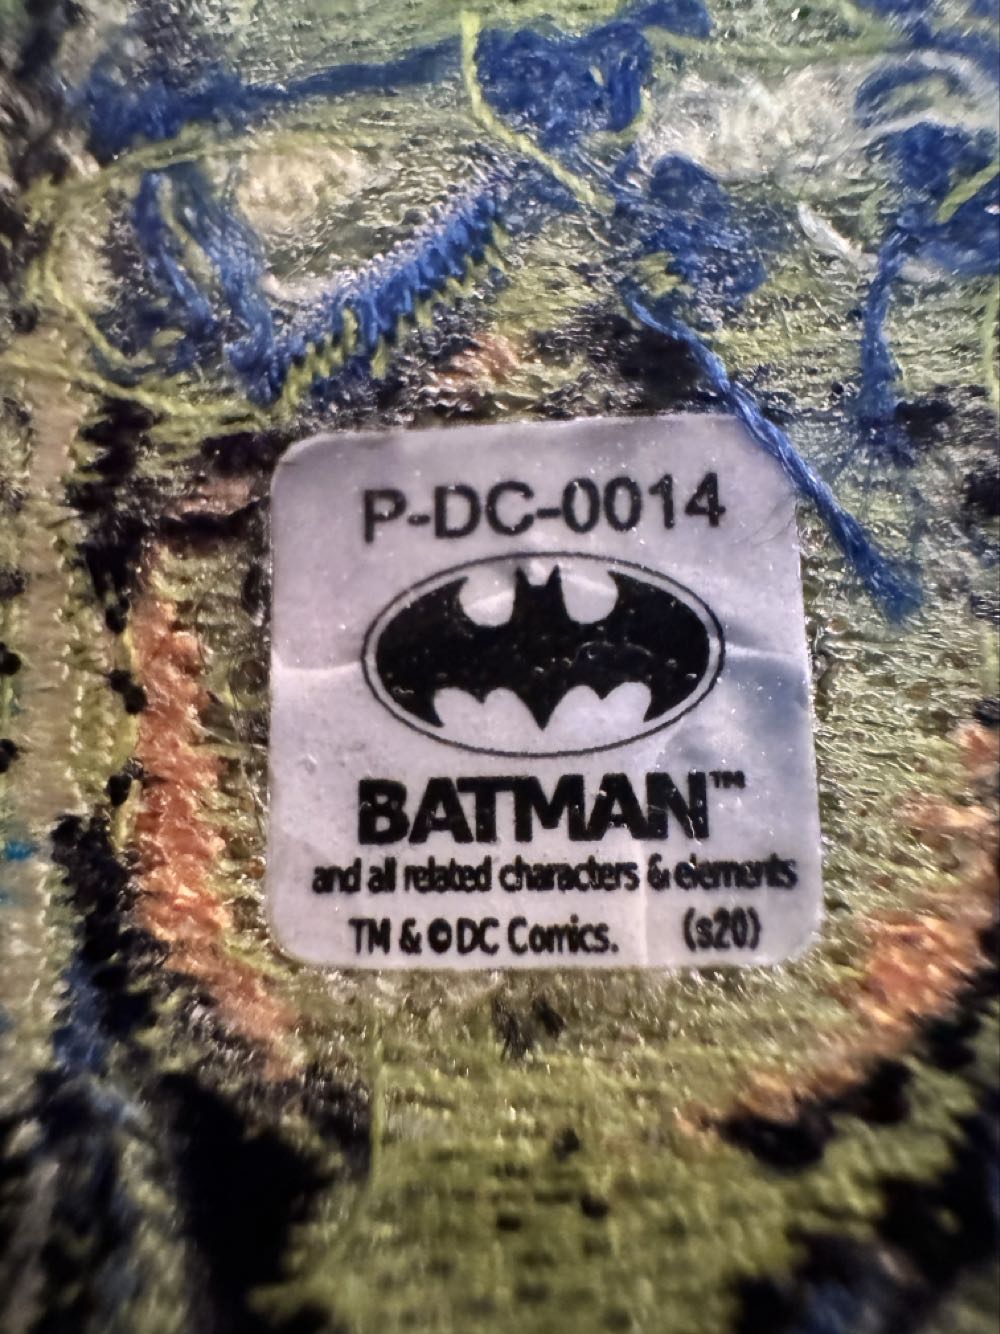 P-DC-0014
BATMAN™
and all related characters & elements
TM & © DC Comics. (s20)